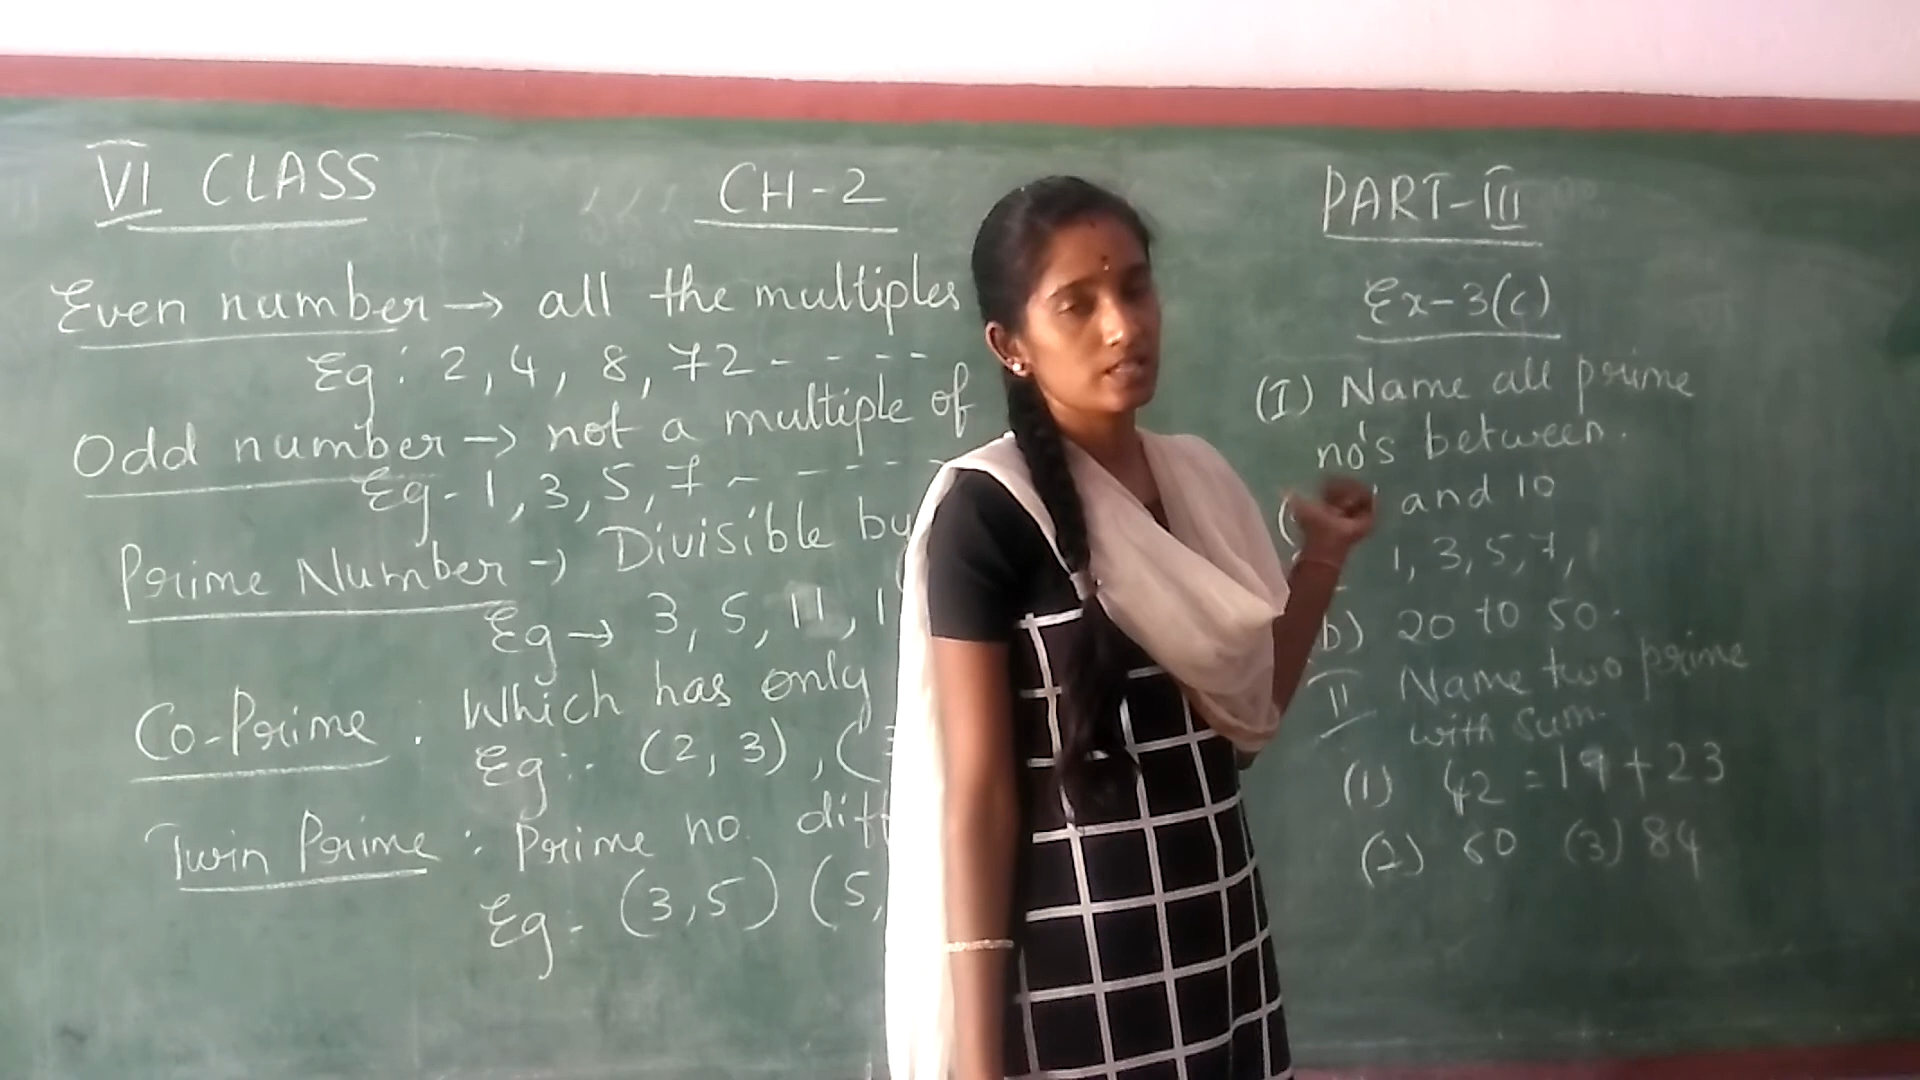 VI CLASS
CH-2
PART-III
Even number → all the multiples
Eg: 2, 4, 8, 72 - - - -
Odd number → not a multiple of
Eg - 1, 3, 5, 7 - - - - -
Prime Number → Divisible by
Eg → 3, 5, 11,
Co-Prime : Which has only
Eg:- (2, 3), (
Twin Prime : Prime no.
Eg - (3, 5) (5,
Ex-3(c)
(I) Name all prime
no's between.
and 10
1, 3, 5, 7,
b) 20 to 50.
II Name two prime
with sum.
(1) 42 = 19 + 23
(2) 60 (3) 84